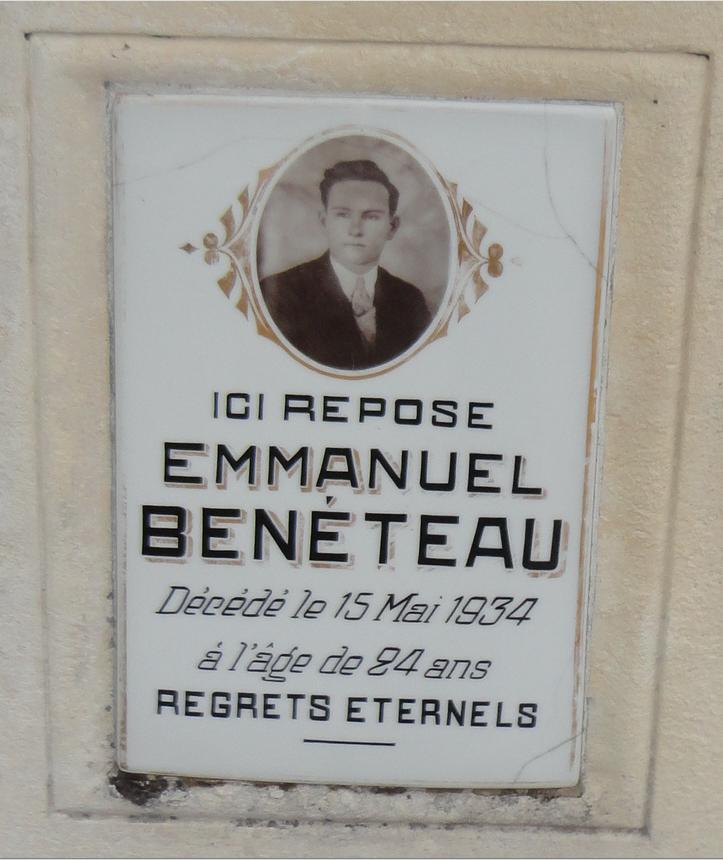 ICI REPOSE
EMMANUEL
BENÉTEAU
Décédé le 15 Mai 1934
à l'âge de 24 ans
REGRETS ETERNELS